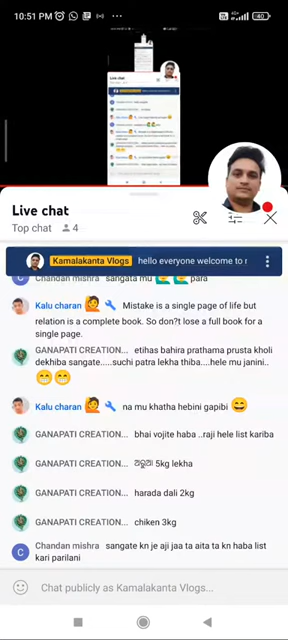 10:51 PM
4G+
40
Live chat
Top chat 4
Kamalakanta Vlogs hello everyone welcome to r
Chandan mishra sangata mu para
Kalu charan Mistake is a single page of life but
relation is a complete book. So don?t lose a full book for a
single page.
GANAPATI CREATION... etihas bahira prathama prusta kholi
dekhiba sangate.....suchi patra lekha thiba....hele mu janini..
Kalu charan na mu khatha hebini gapibi
GANAPATI CREATION... bhai vojite haba ..raji hele list kariba
GANAPATI CREATION... 5kg lekha
GANAPATI CREATION... harada dali 2kg
GANAPATI CREATION... chiken 3kg
Chandan mishra sangate kn je aji jaa ta aita ta kn haba list
kari parilani
Chat publicly as Kamalakanta Vlogs...